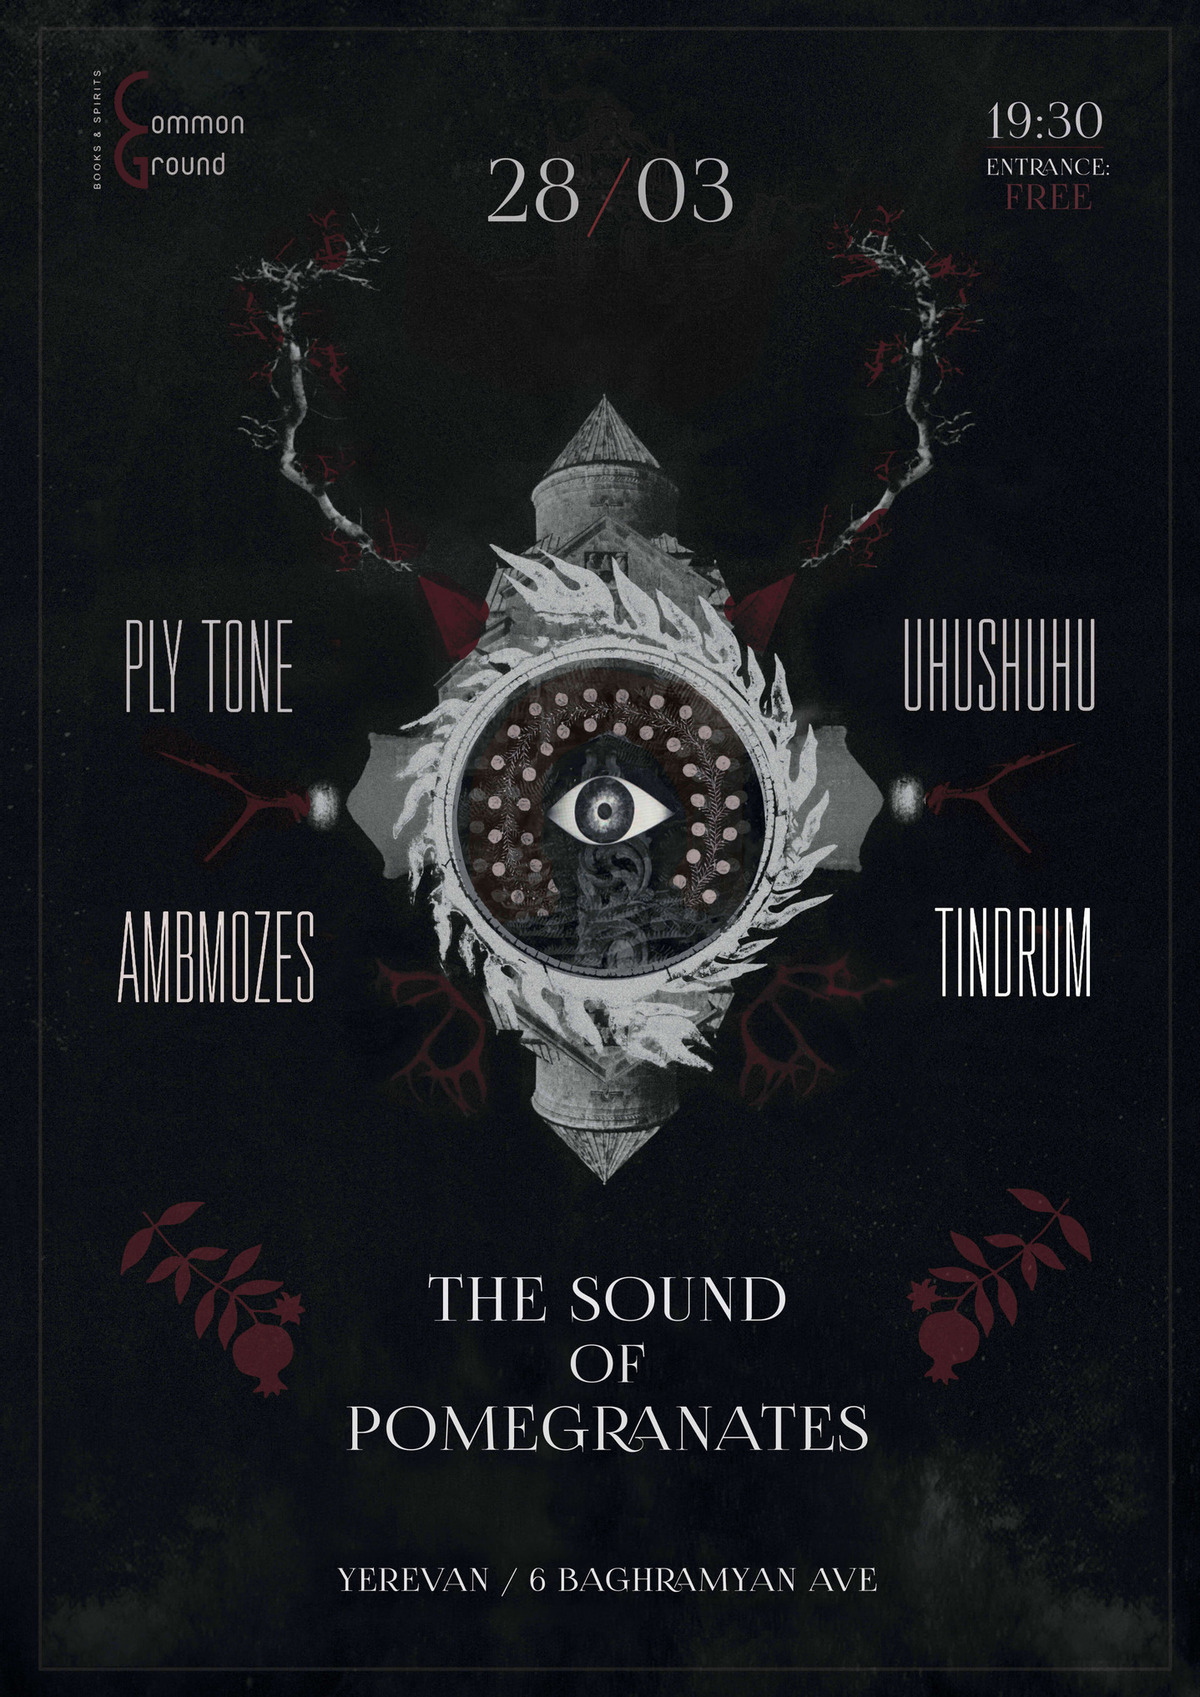 BOOKS & SPIRITS
Common
Ground
28/03
19:30
ENTRANCE:
FREE
PLY TONE
UHUSHUHU
AMBMOZES
TINDRUM
THE SOUND
OF
POMEGRANATES
YEREVAN / 6 BAGHRAMYAN AVE